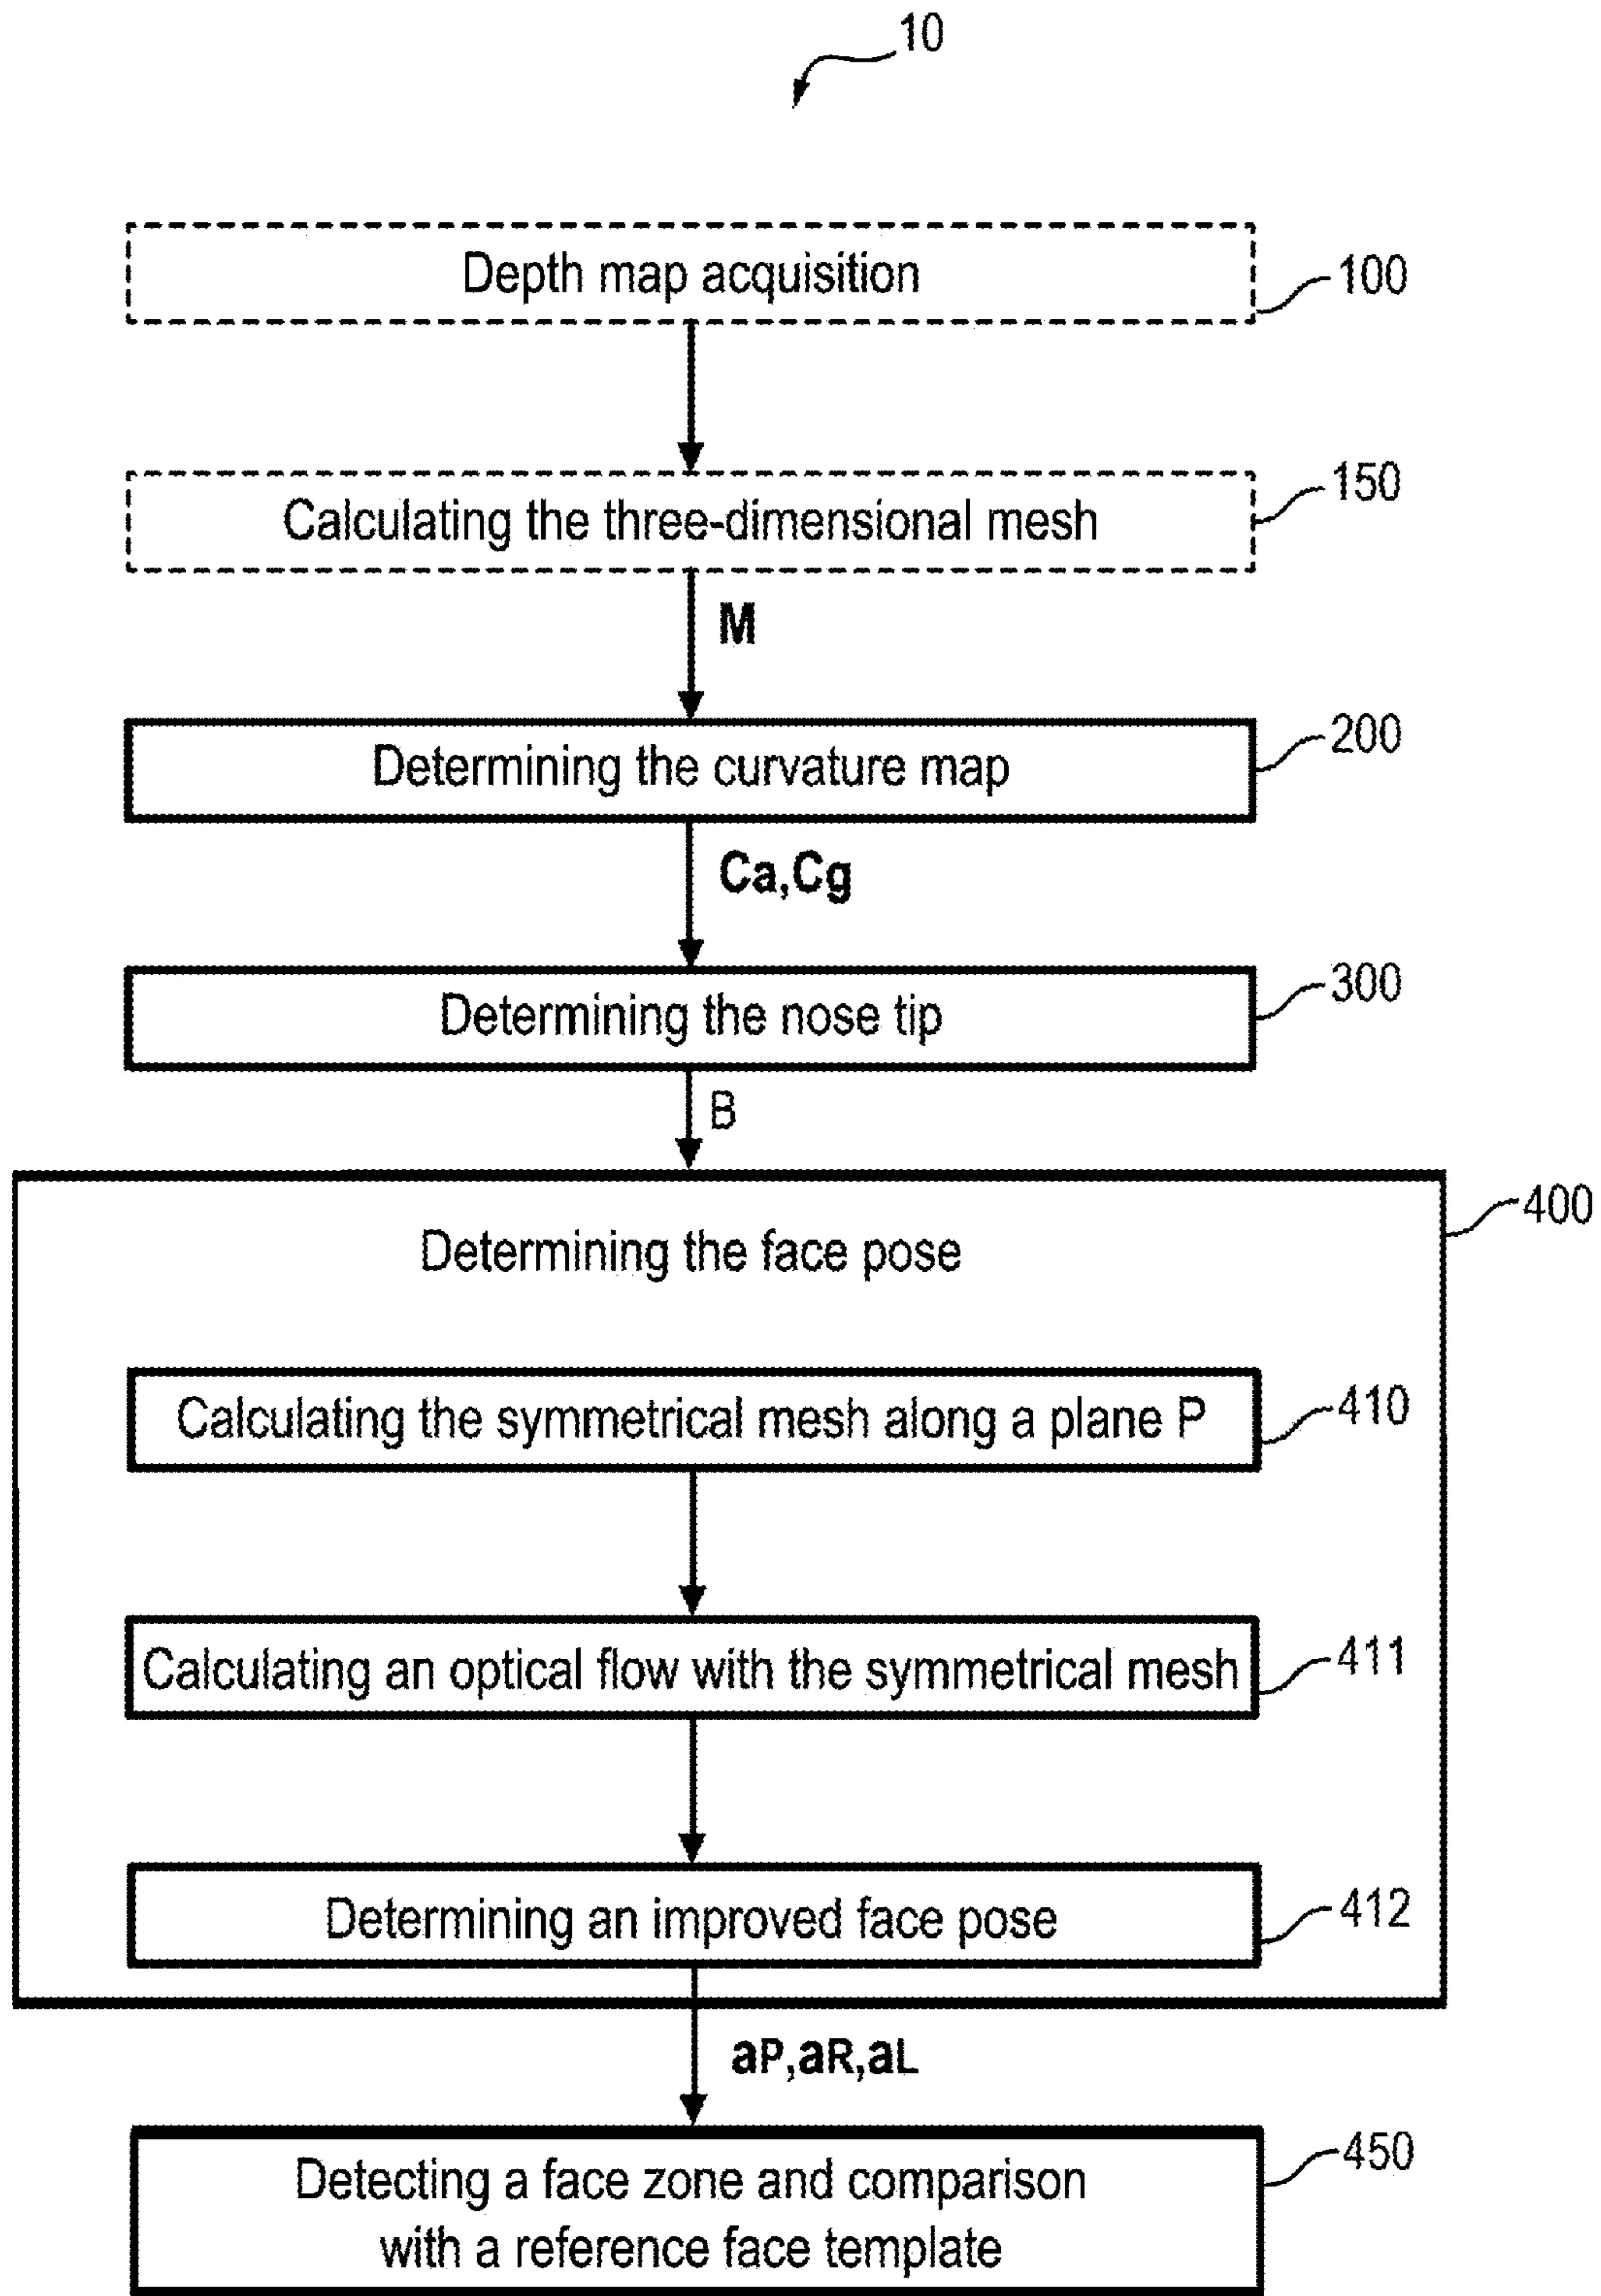 10
Depth map acquisition
100
Calculating the three-dimensional mesh
150
M
Determining the curvature map
200
Ca,Cg
Determining the nose tip
300
B
Determining the face pose
400
Calculating the symmetrical mesh along a plane P
410
Calculating an optical flow with the symmetrical mesh
411
Determining an improved face pose
412
aP,aR,aL
Detecting a face zone and comparison
with a reference face template
450